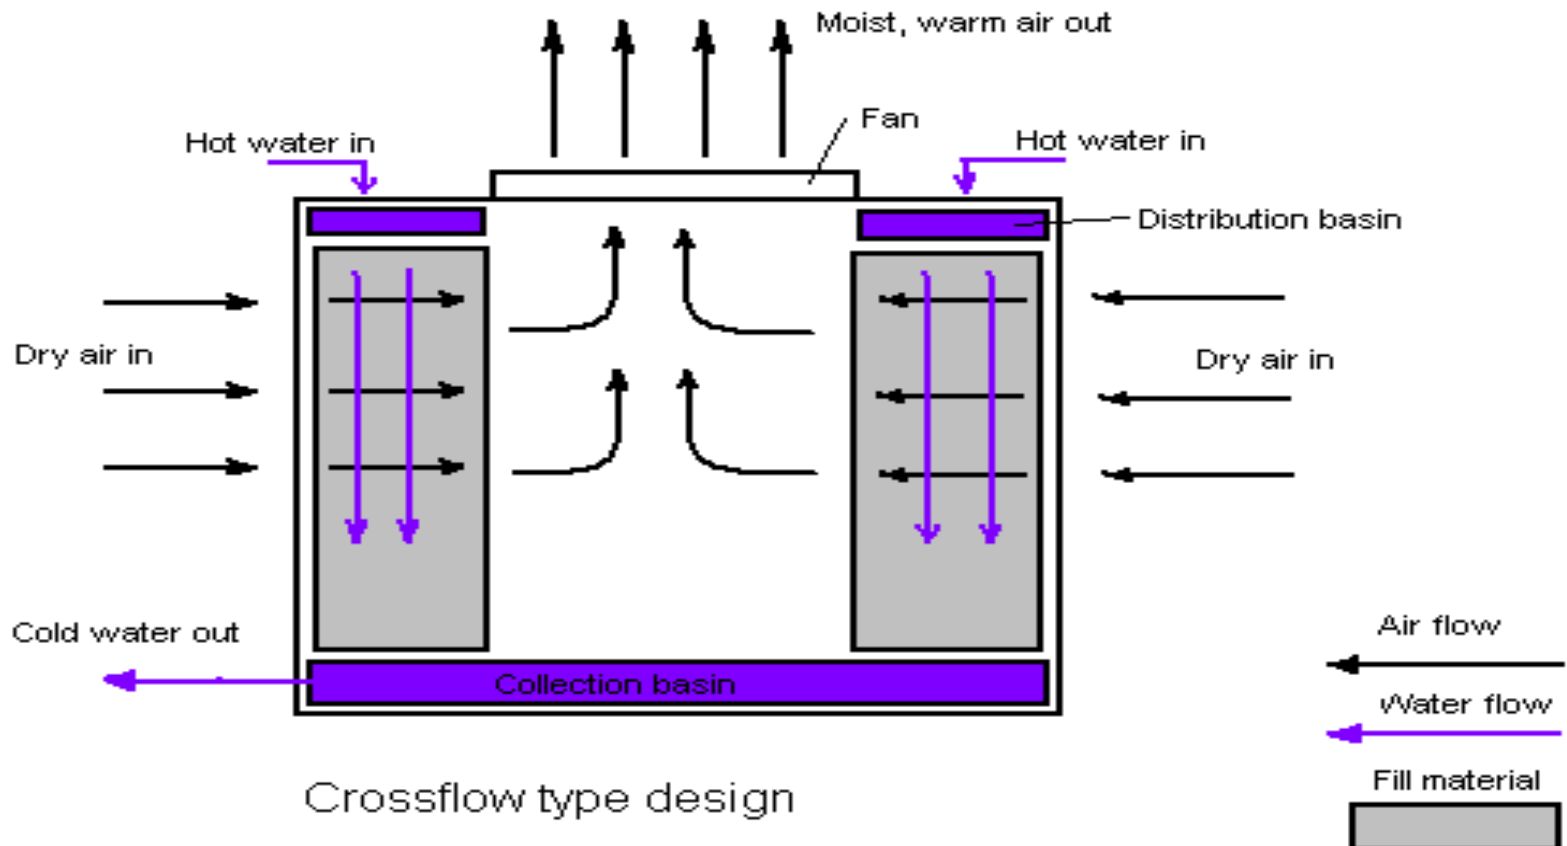 Moist, warm air out
Fan
Hot water in
Hot water in
Distribution basin
Dry air in
Dry air in
Cold water out
Collection basin
Air flow
Water flow
Fill material
Crossflow type design